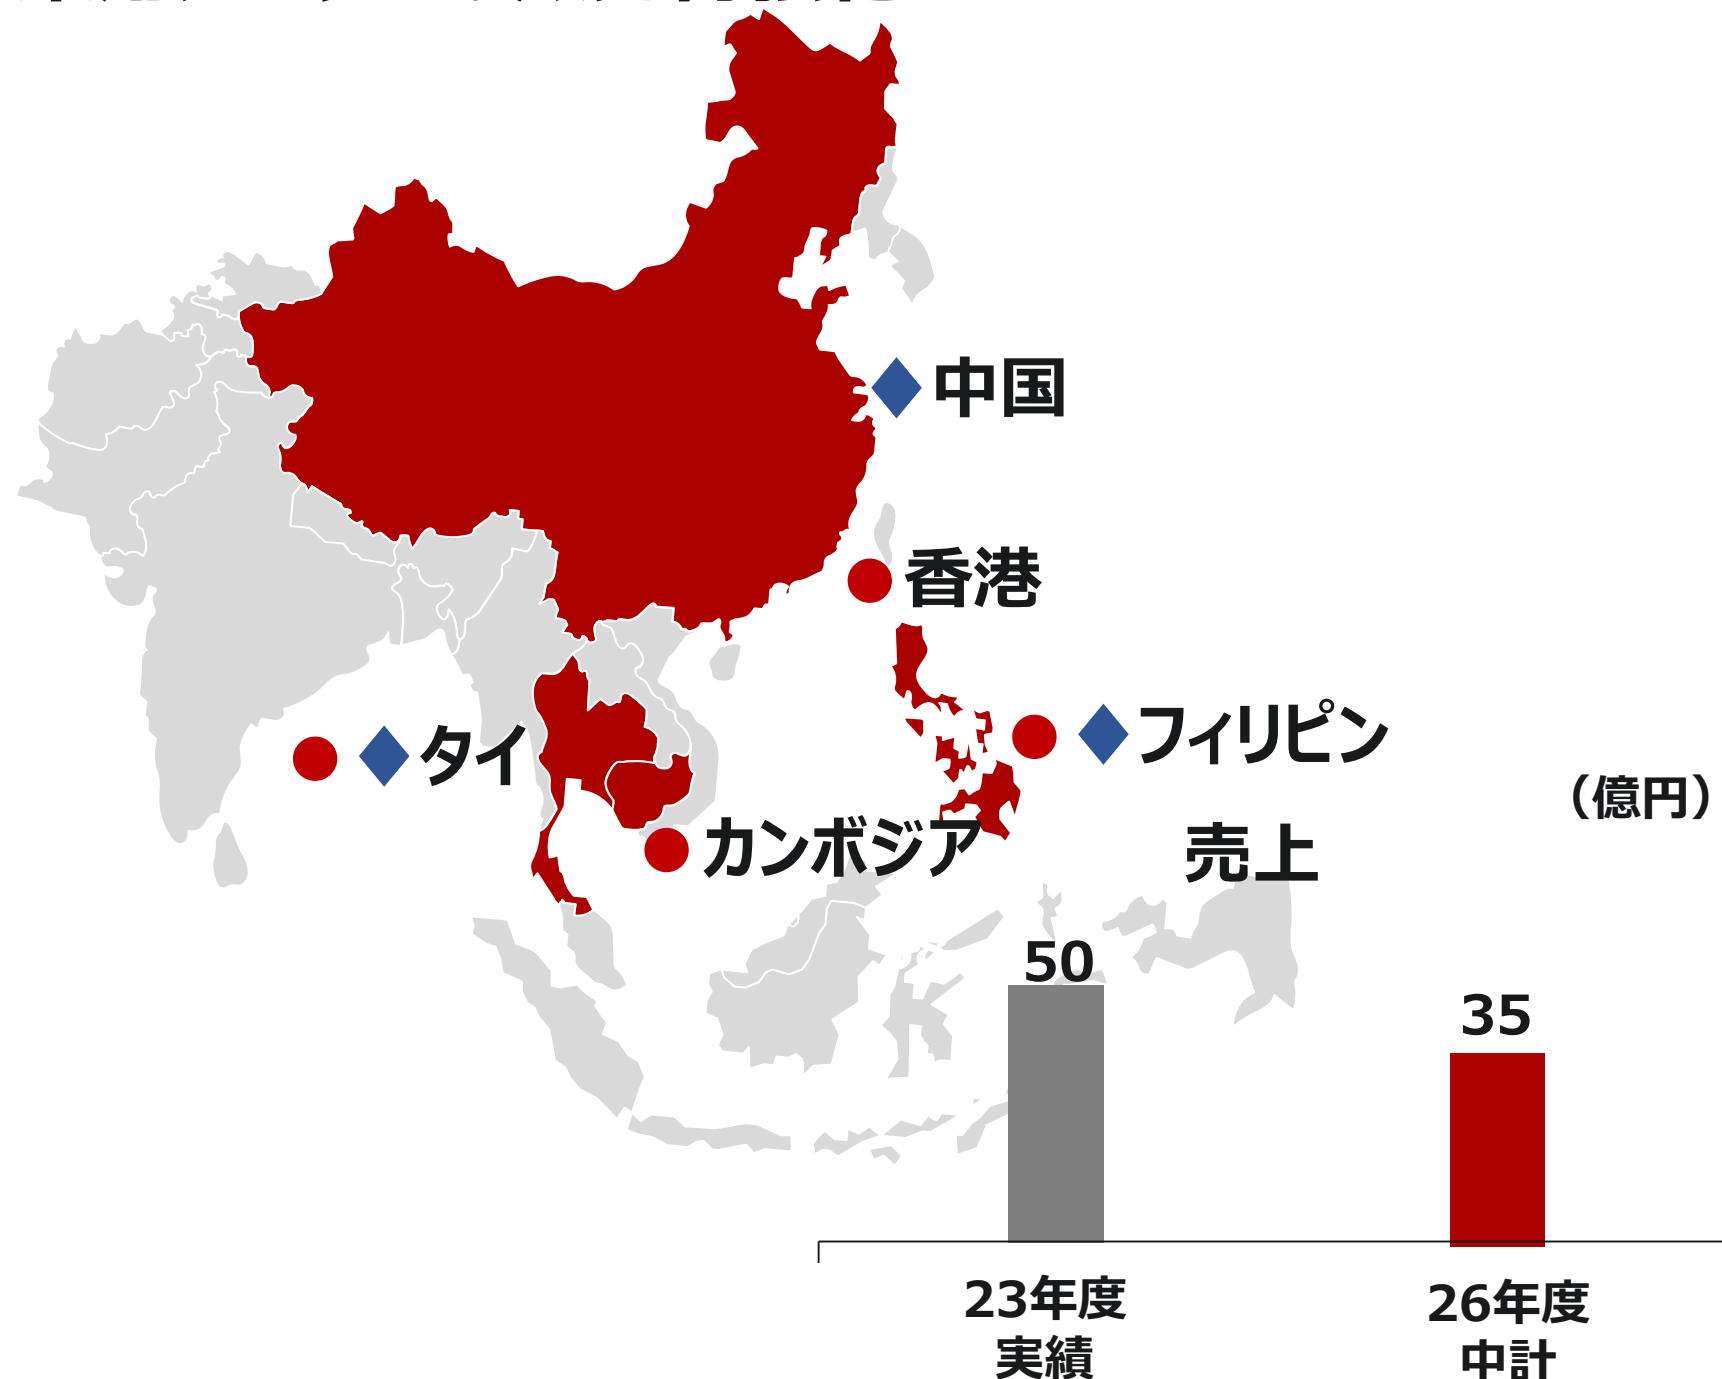 中国
香港
フィリピン
タイ
カンボジア
（億円）
売上
50
35
23年度
実績
26年度
中計